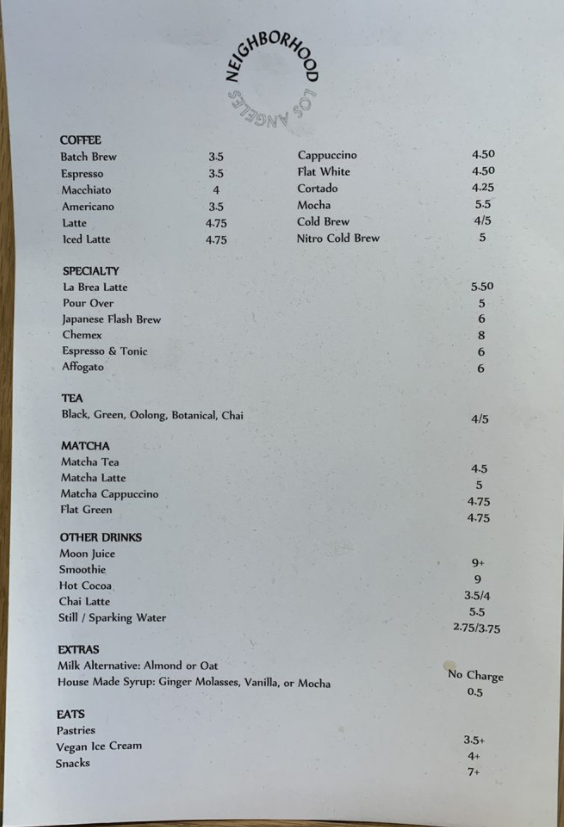 NEIGHBORHOOD
LOS ANGELES
COFFEE
Batch Brew 3.5
Espresso 3.5
Macchiato 4
Americano 3.5
Latte 4.75
Iced Latte 4.75
Cappuccino 4.50
Flat White 4.50
Cortado 4.25
Mocha 5.5
Cold Brew 4/5
Nitro Cold Brew 5
SPECIALTY
La Brea Latte 5.50
Pour Over 5
Japanese Flash Brew 6
Chemex 8
Espresso & Tonic 6
Affogato 6
TEA
Black, Green, Oolong, Botanical, Chai 4/5
MATCHA
Matcha Tea 4.5
Matcha Latte 5
Matcha Cappuccino 4.75
Flat Green 4.75
OTHER DRINKS
Moon Juice 9+
Smoothie 9
Hot Cocoa 3.5/4
Chai Latte 5.5
Still / Sparking Water 2.75/3.75
EXTRAS
Milk Alternative: Almond or Oat No Charge
House Made Syrup: Ginger Molasses, Vanilla, or Mocha 0.5
EATS
Pastries 3.5+
Vegan Ice Cream 4+
Snacks 7+